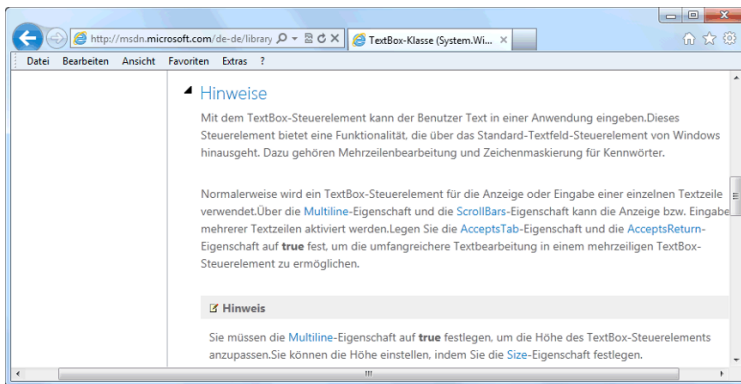 http://msdn.microsoft.com/de-de/library
TextBox-Klasse (System.Wi...
Datei Bearbeiten Ansicht Favoriten Extras ?
Hinweise
Mit dem TextBox-Steuerelement kann der Benutzer Text in einer Anwendung eingeben.Dieses
Steuerelement bietet eine Funktionalität, die über das Standard-Textfeld-Steuerelement von Windows
hinausgeht. Dazu gehören Mehrzeilenbearbeitung und Zeichenmaskierung für Kennwörter.
Normalerweise wird ein TextBox-Steuerelement für die Anzeige oder Eingabe einer einzelnen Textzeile
verwendet.Über die Multiline-Eigenschaft und die ScrollBars-Eigenschaft kann die Anzeige bzw. Eingabe
mehrerer Textzeilen aktiviert werden.Legen Sie die AcceptsTab-Eigenschaft und die AcceptsReturn-
Eigenschaft auf true fest, um die umfangreichere Textbearbeitung in einem mehrzeiligen TextBox-
Steuerelement zu ermöglichen.
Hinweis
Sie müssen die Multiline-Eigenschaft auf true festlegen, um die Höhe des TextBox-Steuerelements
anzupassen.Sie können die Höhe einstellen, indem Sie die Size-Eigenschaft festlegen.